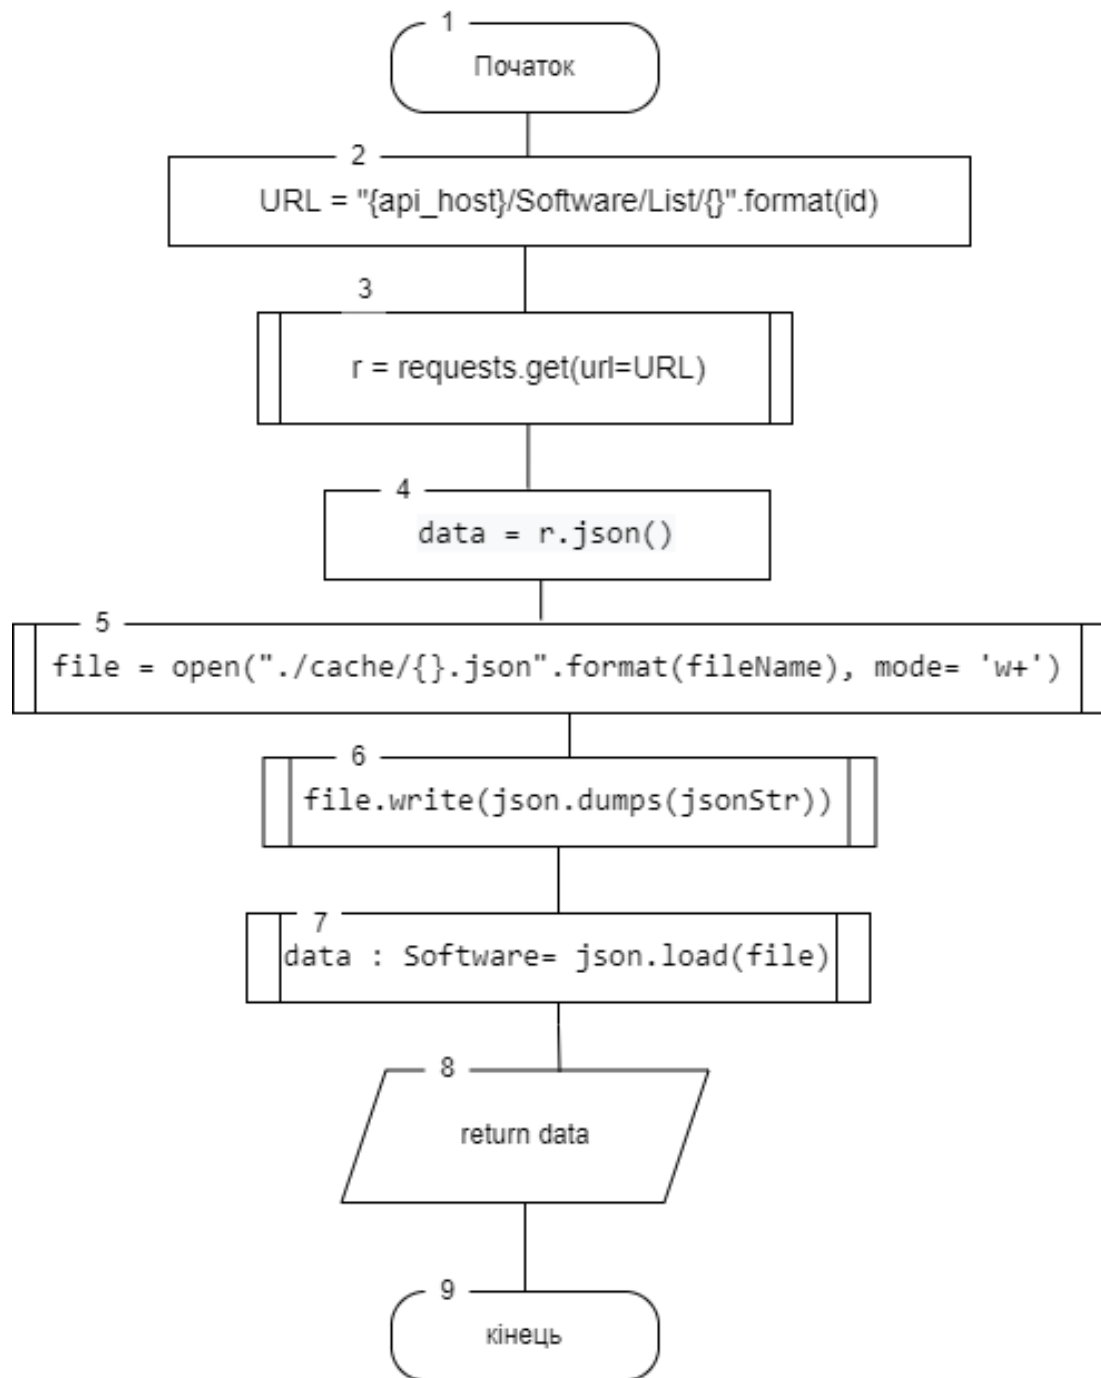 1
Початок
2
URL = "{api_host}/Software/List/{}".format(id)
3
r = requests.get(url=URL)
4
data = r.json()
5
file = open("./cache/{}.json".format(fileName), mode= 'w+')
6
file.write(json.dumps(jsonStr))
7
data : Software= json.load(file)
8
return data
9
кінець